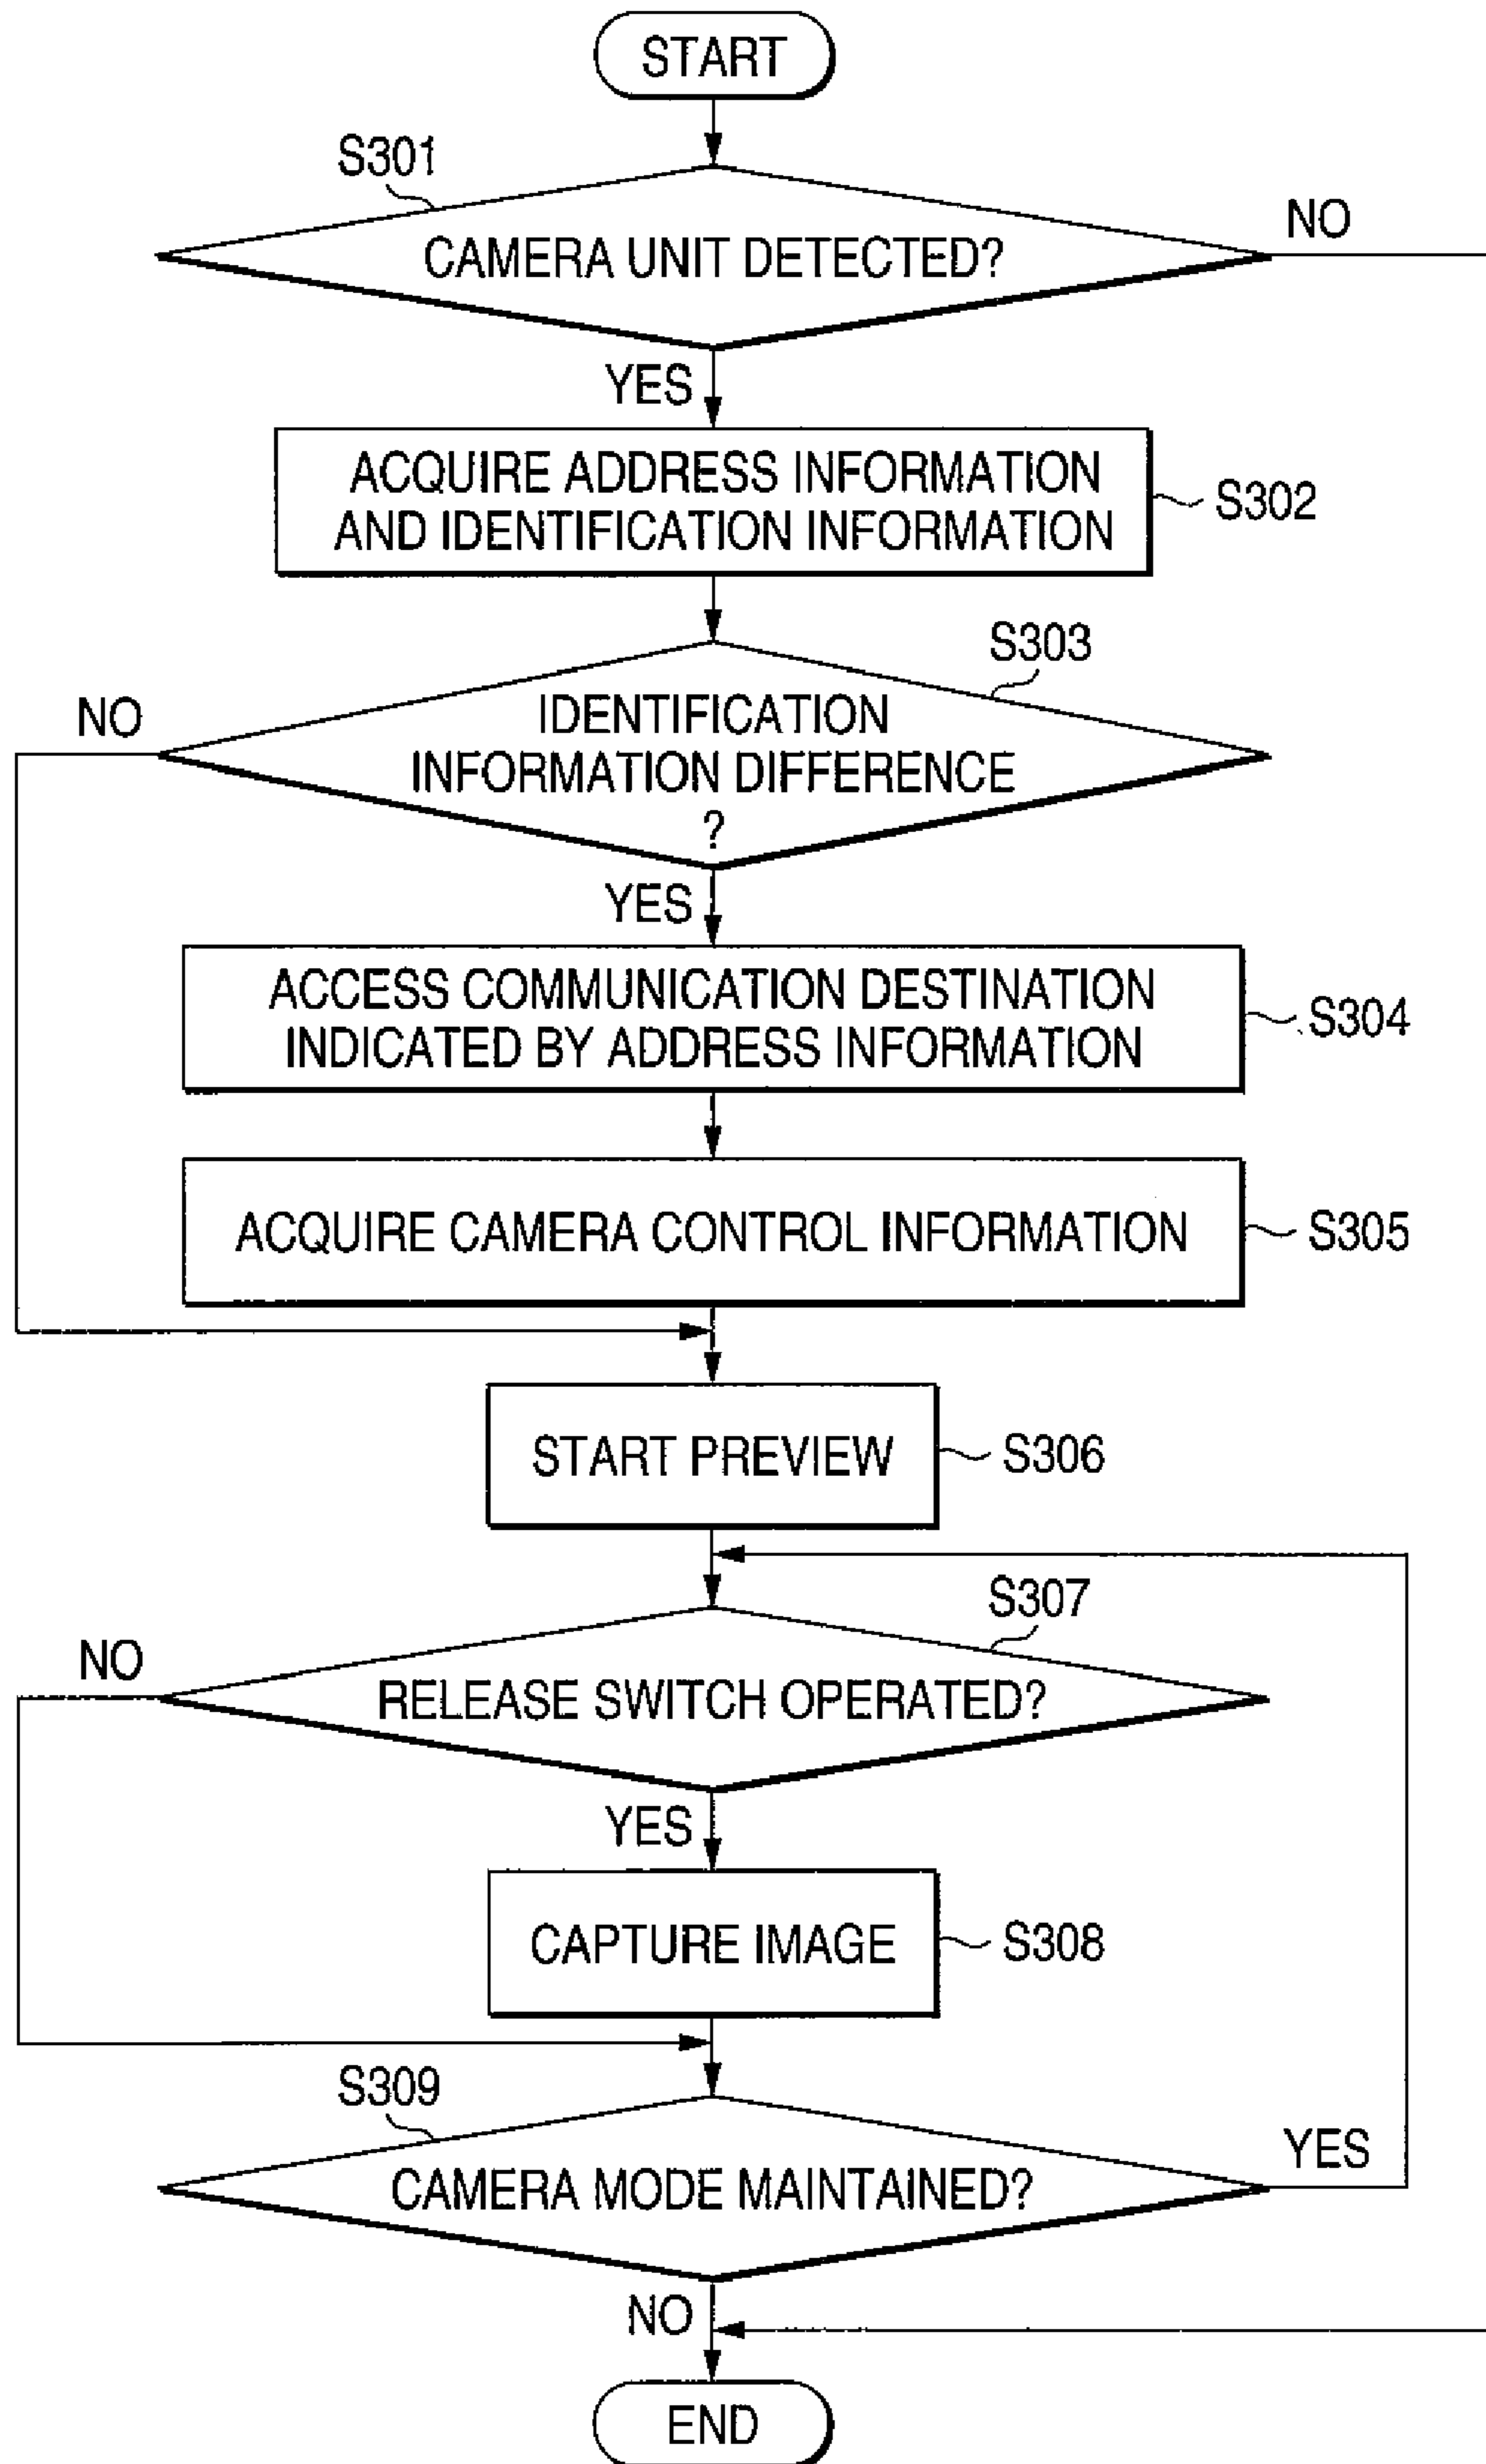 START
S301
CAMERA UNIT DETECTED?
NO
YES
ACQUIRE ADDRESS INFORMATION
AND IDENTIFICATION INFORMATION
S302
S303
NO
IDENTIFICATION
INFORMATION DIFFERENCE
?
YES
ACCESS COMMUNICATION DESTINATION
INDICATED BY ADDRESS INFORMATION
S304
ACQUIRE CAMERA CONTROL INFORMATION
S305
START PREVIEW
S306
S307
NO
RELEASE SWITCH OPERATED?
YES
CAPTURE IMAGE
S308
S309
CAMERA MODE MAINTAINED?
YES
NO
END